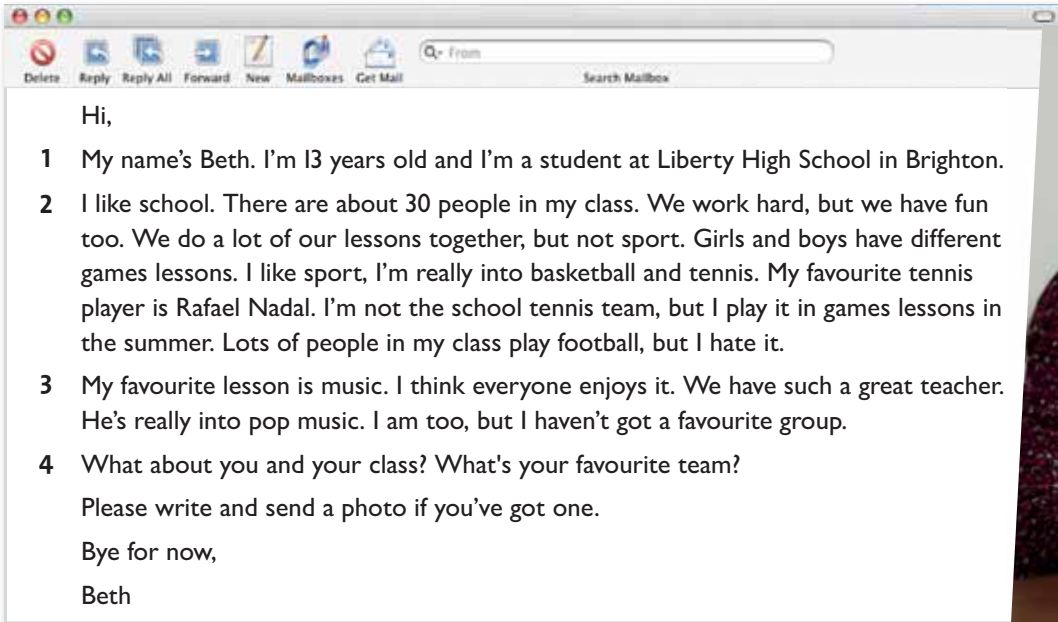 From
Delete Reply Reply All Forward New Mailboxes Get Mail Search Mailbox
Hi,
1 My name's Beth. I'm 13 years old and I'm a student at Liberty High School in Brighton.
2 I like school. There are about 30 people in my class. We work hard, but we have fun
too. We do a lot of our lessons together, but not sport. Girls and boys have different
games lessons. I like sport, I'm really into basketball and tennis. My favourite tennis
player is Rafael Nadal. I'm not the school tennis team, but I play it in games lessons in
the summer. Lots of people in my class play football, but I hate it.
3 My favourite lesson is music. I think everyone enjoys it. We have such a great teacher.
He's really into pop music. I am too, but I haven't got a favourite group.
4 What about you and your class? What's your favourite team?
Please write and send a photo if you've got one.
Bye for now,
Beth